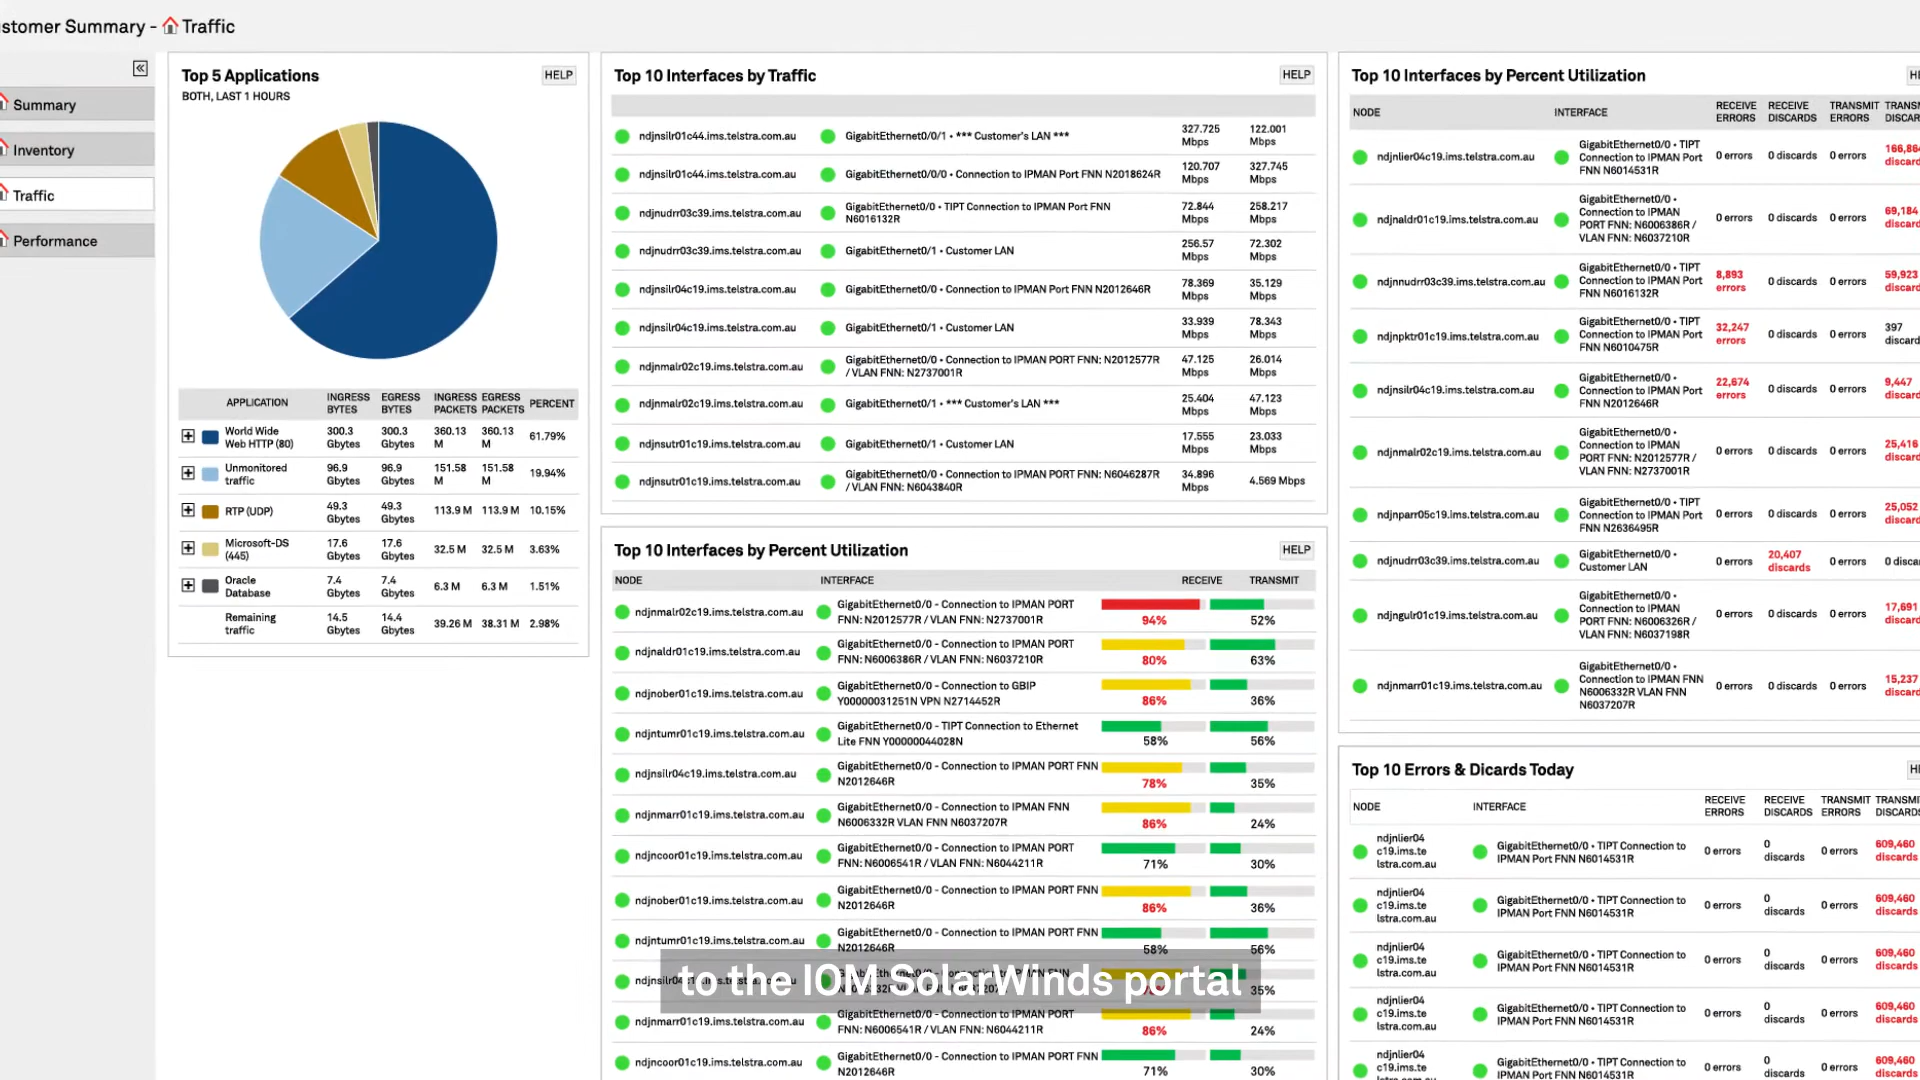 stomer Summary - Traffic
Summary
Inventory
Traffic
Performance
Top 5 Applications
HELP
BOTH, LAST 1 HOURS
APPLICATION INGRESS BYTES EGRESS BYTES INGRESS PACKETS EGRESS PACKETS PERCENT
World Wide Web HTTP (80) 300.3 Gbytes 300.3 Gbytes 360.13 M 360.13 M 61.79%
Unmonitored traffic 96.9 Gbytes 96.9 Gbytes 151.58 M 151.58 M 19.94%
RTP (UDP) 49.3 Gbytes 49.3 Gbytes 113.9 M 113.9 M 10.15%
Microsoft-DS (445) 17.6 Gbytes 17.6 Gbytes 32.5 M 32.5 M 3.63%
Oracle Database 7.4 Gbytes 7.4 Gbytes 6.3 M 6.3 M 1.51%
Remaining traffic 14.5 Gbytes 14.4 Gbytes 39.26 M 38.31 M 2.98%
Top 10 Interfaces by Traffic
HELP
ndjnsilr01c44.ims.telstra.com.au GigabitEthernet0/0/1 • *** Customer's LAN *** 327.725 Mbps 122.001 Mbps
ndjnsilr01c44.ims.telstra.com.au GigabitEthernet0/0/0 • Connection to IPMAN Port FNN N2018624R 120.707 Mbps 327.745 Mbps
ndjnudrr03c39.ims.telstra.com.au GigabitEthernet0/0 • TIPT Connection to IPMAN Port FNN N6016132R 72.844 Mbps 258.217 Mbps
ndjnudrr03c39.ims.telstra.com.au GigabitEthernet0/1 • Customer LAN 256.57 Mbps 72.302 Mbps
ndjnsilr04c19.ims.telstra.com.au GigabitEthernet0/0 • Connection to IPMAN Port FNN N2012646R 78.369 Mbps 35.129 Mbps
ndjnsilr04c19.ims.telstra.com.au GigabitEthernet0/1 • Customer LAN 33.939 Mbps 78.343 Mbps
ndjnmalr02c19.ims.telstra.com.au GigabitEthernet0/0 • Connection to IPMAN PORT FNN: N2012577R / VLAN FNN: N2737001R 47.125 Mbps 26.014 Mbps
ndjnmalr02c19.ims.telstra.com.au GigabitEthernet0/1 • *** Customer's LAN *** 25.404 Mbps 47.123 Mbps
ndjnsutr01c19.ims.telstra.com.au GigabitEthernet0/1 • Customer LAN 17.555 Mbps 23.033 Mbps
ndjnsutr01c19.ims.telstra.com.au GigabitEthernet0/0 • Connection to IPMAN PORT FNN: N6046287R / VLAN FNN: N6043840R 34.896 Mbps 4.569 Mbps
Top 10 Interfaces by Percent Utilization
HELP
NODE INTERFACE RECEIVE TRANSMIT
ndjnmalr02c19.ims.telstra.com.au GigabitEthernet0/0 - Connection to IPMAN PORT FNN: N2012577R / VLAN FNN: N2737001R 94% 52%
ndjnaldr01c19.ims.telstra.com.au GigabitEthernet0/0 - Connection to IPMAN PORT FNN: N6006386R / VLAN FNN: N6037210R 80% 63%
ndjnober01c19.ims.telstra.com.au GigabitEthernet0/0 - Connection to GBIP Y00000031251N VPN N2714452R 86% 36%
ndjntumr01c19.ims.telstra.com.au GigabitEthernet0/0 - TIPT Connection to Ethernet Lite FNN Y00000044028N 58% 56%
ndjnsilr04c19.ims.telstra.com.au GigabitEthernet0/0 - Connection to IPMAN PORT FNN N2012646R 78% 35%
ndjnmarr01c19.ims.telstra.com.au GigabitEthernet0/0 - Connection to IPMAN FNN N6006332R VLAN FNN N6037207R 86% 24%
ndjncoor01c19.ims.telstra.com.au GigabitEthernet0/0 - Connection to IPMAN PORT FNN: N6006541R / VLAN FNN: N6044211R 71% 30%
ndjnober01c19.ims.telstra.com.au GigabitEthernet0/0 - Connection to IPMAN PORT FNN N2012646R 86% 36%
ndjntumr01c19.ims.telstra.com.au GigabitEthernet0/0 - Connection to IPMAN PORT FNN N2012646R 58% 56%
35%
ndjnmarr01c19.ims.telstra.com.au GigabitEthernet0/0 - Connection to IPMAN PORT FNN: N6006541R / VLAN FNN: N6044211R 86% 24%
ndjncoor01c19.ims.telstra.com.au GigabitEthernet0/0 - Connection to IPMAN PORT FNN N2012646R 71% 30%
Top 10 Interfaces by Percent Utilization
NODE INTERFACE RECEIVE ERRORS RECEIVE DISCARDS TRANSMIT ERRORS
ndjnlier04c19.ims.telstra.com.au GigabitEthernet0/0 • TIPT Connection to IPMAN Port FNN N6014531R 0 errors 0 discards 0 errors
ndjnaldr01c19.ims.telstra.com.au GigabitEthernet0/0 • Connection to IPMAN PORT FNN: N6006386R / VLAN FNN: N6037210R 0 errors 0 discards 0 errors 69,184
ndjnnudrr03c39.ims.telstra.com.au GigabitEthernet0/0 • TIPT Connection to IPMAN Port FNN N6016132R 8,893 errors 0 discards 0 errors 59,923
ndjnpktr01c19.ims.telstra.com.au GigabitEthernet0/0 • TIPT Connection to IPMAN Port FNN N6010475R 32,247 errors 0 discards 0 errors 397
ndjnsilr04c19.ims.telstra.com.au GigabitEthernet0/0 • Connection to IPMAN Port FNN N2012646R 22,674 errors 0 discards 0 errors 9,447
ndjnmalr02c19.ims.telstra.com.au GigabitEthernet0/0 • Connection to IPMAN PORT FNN: N2012577R / VLAN FNN: N2737001R 0 errors 0 discards 0 errors 25,416
ndjnparr05c19.ims.telstra.com.au GigabitEthernet0/0 • TIPT Connection to IPMAN Port FNN N2636495R 0 errors 0 discards 0 errors 25,052
ndjnudrr03c39.ims.telstra.com.au GigabitEthernet0/0 • Customer LAN 0 errors 20,407 discards 0 errors 0
ndjngulr01c19.ims.telstra.com.au GigabitEthernet0/0 • Connection to IPMAN PORT FNN: N6006326R / VLAN FNN: N6037198R 0 errors 0 discards 0 errors 17,691
ndjnmarr01c19.ims.telstra.com.au GigabitEthernet0/0 • Connection to IPMAN FNN N6006332R VLAN FNN N6037207R 0 errors 0 discards 0 errors 15,237
Top 10 Errors & Dicards Today
NODE INTERFACE RECEIVE ERRORS RECEIVE DISCARDS TRANSMIT ERRORS
ndjnlier04 c19.ims.te lstra.com.au GigabitEthernet0/0 • TIPT Connection to IPMAN Port FNN N6014531R 0 errors 0 discards 0 errors 609,460 discards
ndjnlier04 c19.ims.te lstra.com.au GigabitEthernet0/0 • TIPT Connection to IPMAN Port FNN N6014531R 0 errors 0 discards 0 errors 609,460 discards
ndjnlier04 c19.ims.te lstra.com.au GigabitEthernet0/0 • TIPT Connection to IPMAN Port FNN N6014531R 0 errors 0 discards 0 errors 609,460 discards
ndjnlier04 c19.ims.te lstra.com.au GigabitEthernet0/0 • TIPT Connection to IPMAN Port FNN N6014531R 0 errors 0 discards 0 errors 609,460 discards
ndjnlier04 c19.ims.te GigabitEthernet0/0 • TIPT Connection to IPMAN Port FNN N6014531R 0 errors 0 discards 0 errors 609,460 discards
to the IOM SolarWinds portal